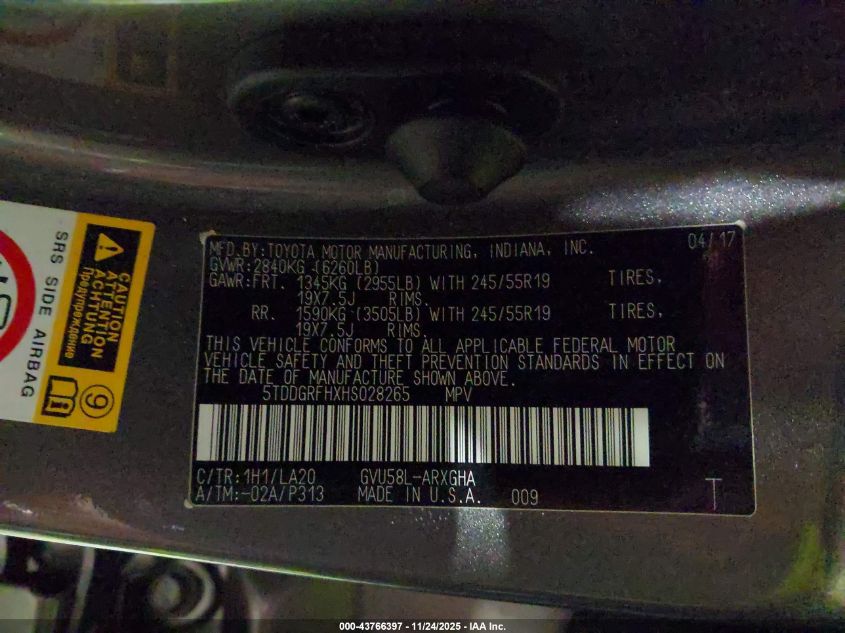 MFD.BY:TOYOTA MOTOR MANUFACTURING, INDIANA, INC. 04/17
GVWR:2840KG (6260LB)
GAWR:FRT. 1345KG (2955LB) WITH 245/55R19 TIRES,
19X7.5J RIMS.
RR. 1590KG (3505LB) WITH 245/55R19 TIRES,
19X7.5J RIMS.
THIS VEHICLE CONFORMS TO ALL APPLICABLE FEDERAL MOTOR
VEHICLE SAFETY AND THEFT PREVENTION STANDARDS IN EFFECT ON
THE DATE OF MANUFACTURE SHOWN ABOVE.
5TDDGRFHXHS028265 MPV
C/TR:1H1/LA20 GVU58L-ARXGHA
A/TM:-02A/P313 MADE IN U.S.A. 009 T
SRS SIDE AIRBAG
CAUTION
ATTENTION
ACHTUNG
Предупреждение
9
000-43766397 - 11/24/2025 - IAA Inc.